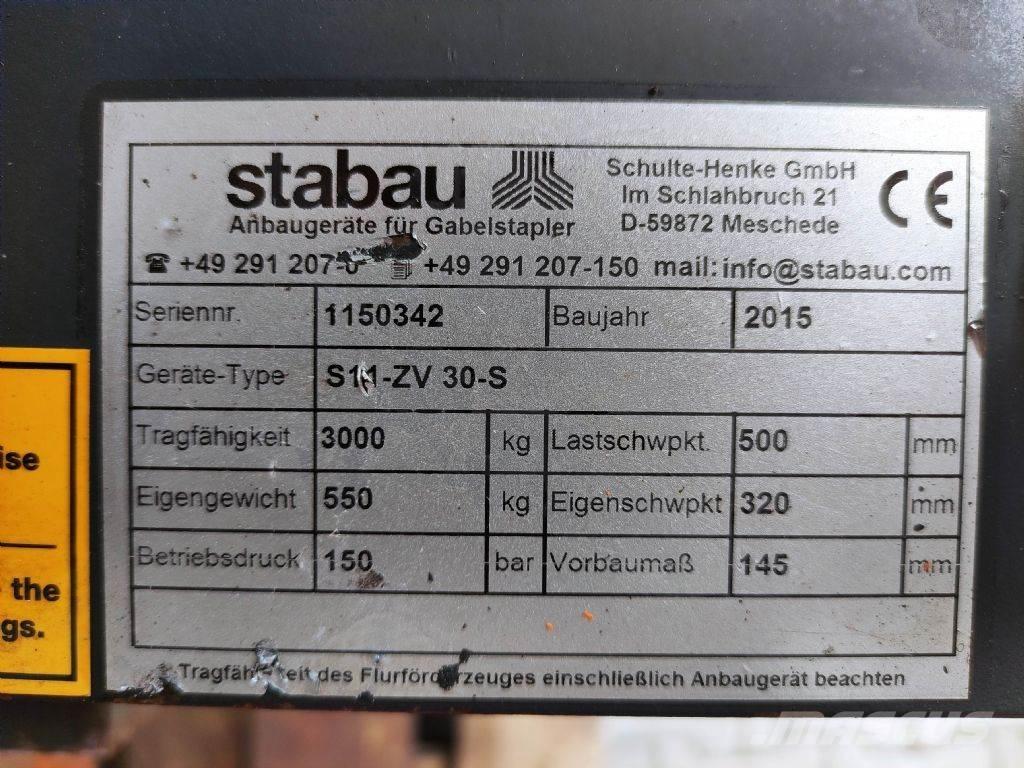 stabau
Anbaugeräte für Gabelstapler
Schulte-Henke GmbH
Im Schlahbruch 21
D-59872 Meschede
CE
+49 291 207-0 +49 291 207-150 mail: info@stabau.com
Seriennr. 1150342 Baujahr 2015
Geräte-Type S11-ZV 30-S
Tragfähigkeit 3000 kg Lastschwpkt. 500 mm
Eigengewicht 550 kg Eigenschwpkt 320 mm
Betriebsdruck 150 bar Vorbaumaß 145 mm
Tragfähigkeit des Flurförderzeuges einschließlich Anbaugerät beachten
the
gs.
MASCUS